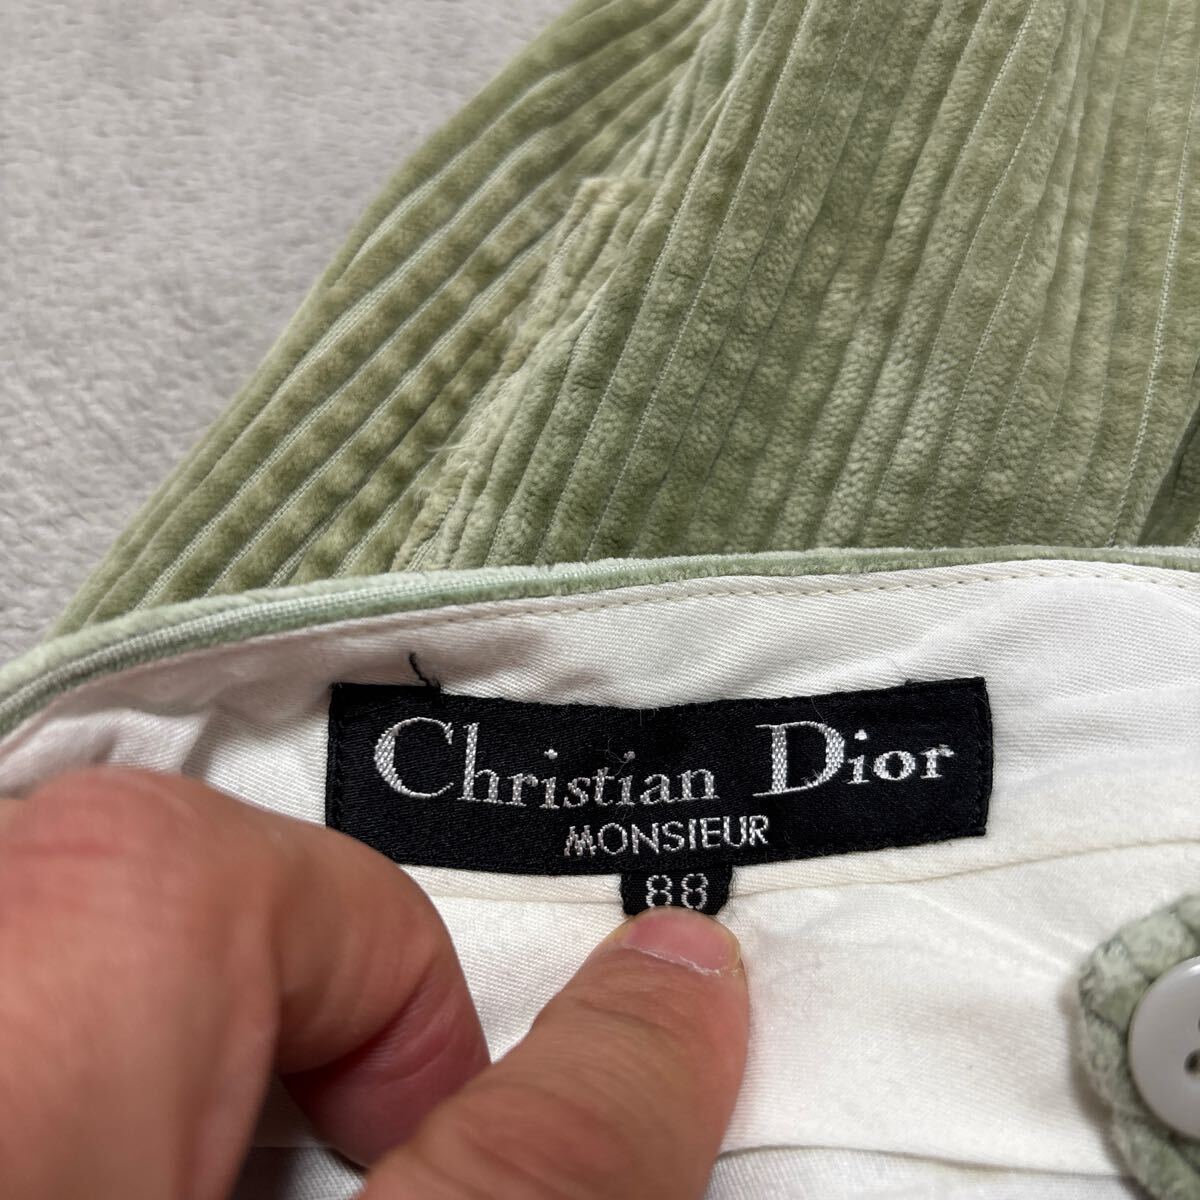 Christian Dior
MONSIEUR
88